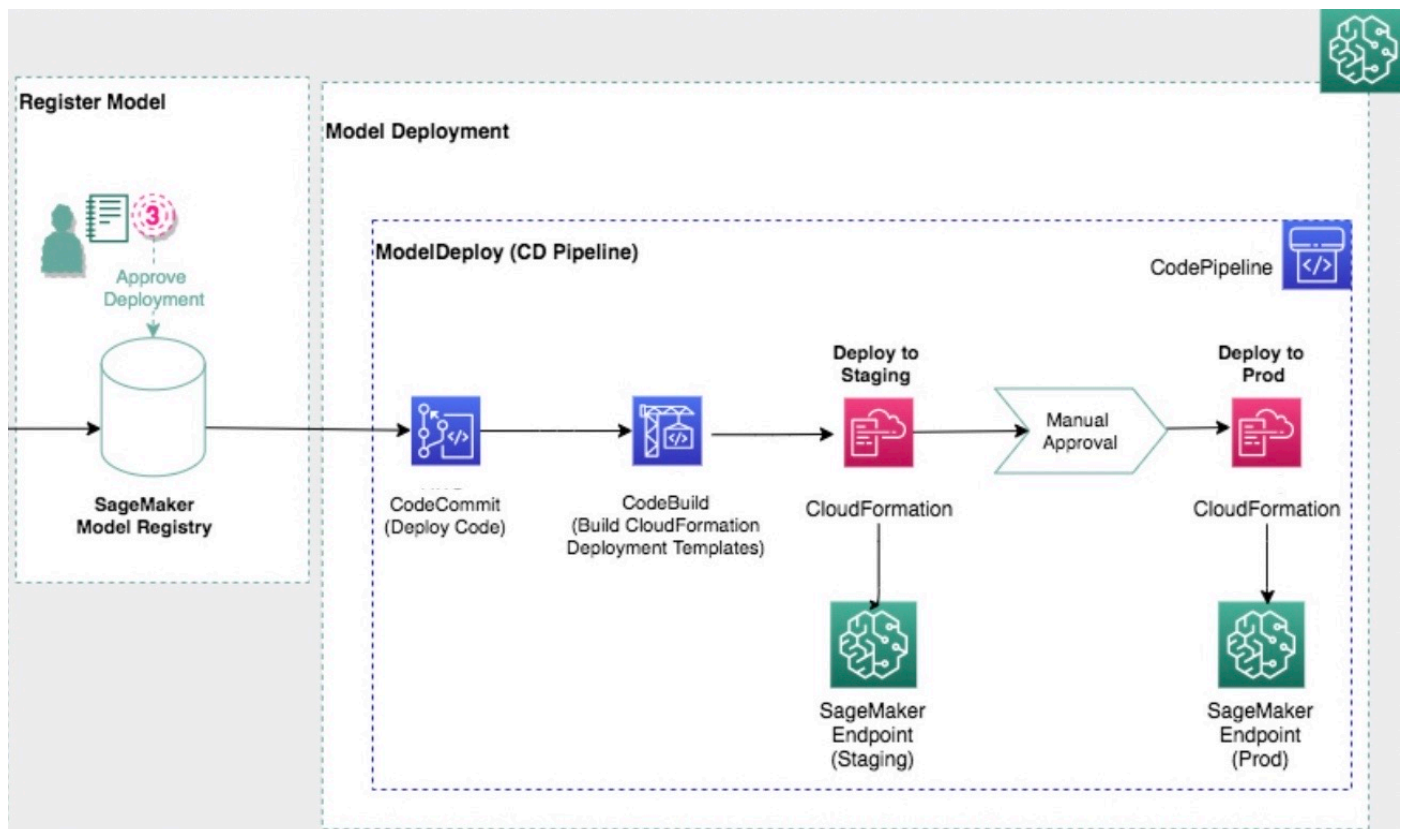 Register Model
Model Deployment
3
Approve
Deployment
SageMaker
Model Registry
ModelDeploy (CD Pipeline)
CodePipeline
</>
CodeCommit
(Deploy Code)
</>
CodeBuild
(Build CloudFormation
Deployment Templates)
</>
Deploy to
Staging
CloudFormation
Manual
Approval
Deploy to
Prod
CloudFormation
SageMaker
Endpoint
(Staging)
SageMaker
Endpoint
(Prod)